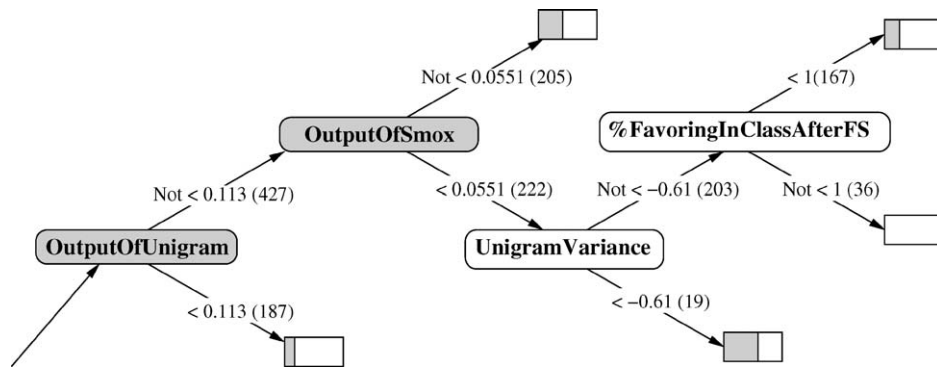 Not < 0.0551 (205)
< 1(167)
OutputOfSmox
%FavoringInClassAfterFS
Not < 0.113 (427)
< 0.0551 (222)
Not < −0.61 (203)
Not < 1 (36)
OutputOfUnigram
UnigramVariance
< 0.113 (187)
< −0.61 (19)